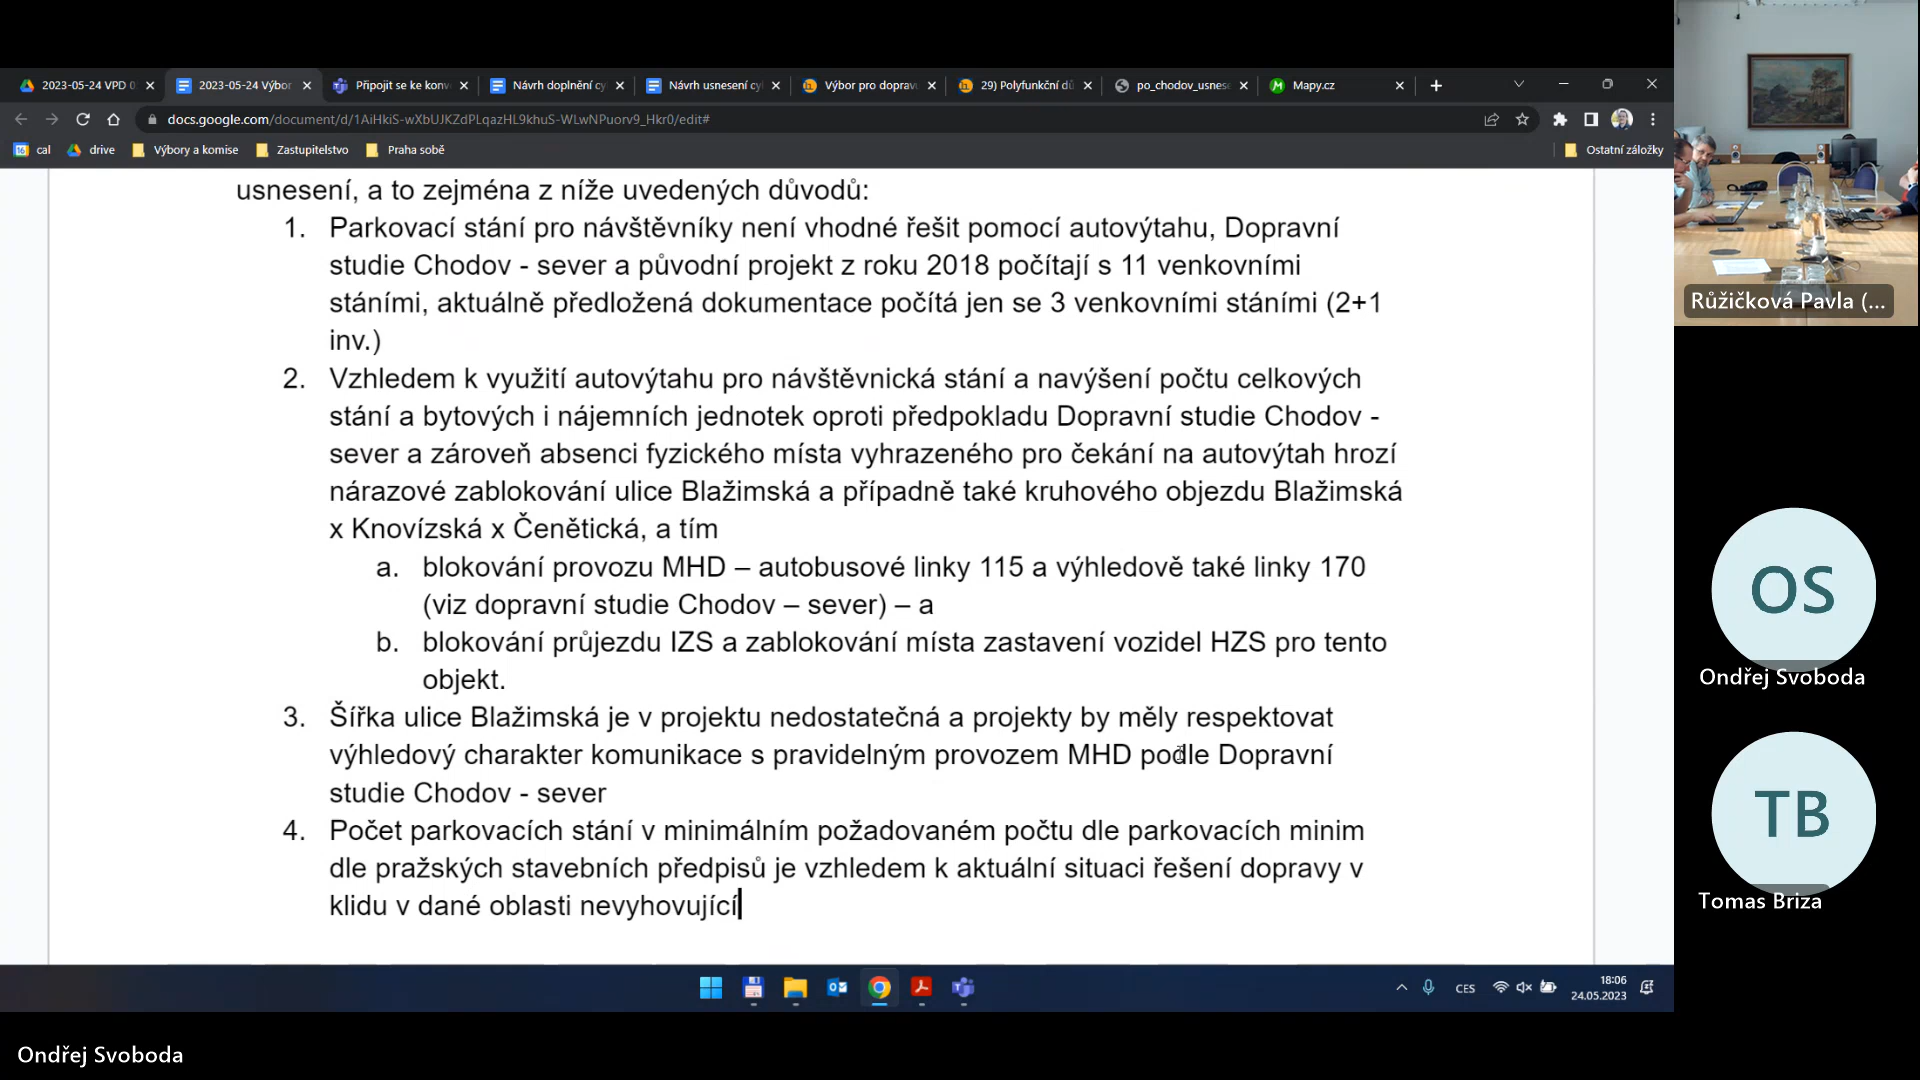 2023-05-24 VPD 0
2023-05-24 Výbor
Připojit se ke konv
Návrh doplnění cy
Návrh usnesení cyl
Výbor pro doprav
29) Polyfunkční dů
po_chodov_usnese
Mapy.cz
docs.google.com/document/d/1AiHkiS-wXbUJKZdPLqazHL9khuS-WLwNPuorv9_Hkr0/edit#
16 cal
drive
Výbory a komise
Zastupitelstvo
Praha sobě
Ostatní záložky
usnesení, a to zejména z níže uvedených důvodů:
1. Parkovací stání pro návštěvníky není vhodné řešit pomocí autovýtahu, Dopravní
studie Chodov - sever a původní projekt z roku 2018 počítají s 11 venkovními
stáními, aktuálně předložená dokumentace počítá jen se 3 venkovními stáními (2+1
inv.)
2. Vzhledem k využití autovýtahu pro návštěvnická stání a navýšení počtu celkových
stání a bytových i nájemních jednotek oproti předpokladu Dopravní studie Chodov -
sever a zároveň absenci fyzického místa vyhrazeného pro čekání na autovýtah hrozí
nárazové zablokování ulice Blažimská a případně také kruhového objezdu Blažimská
x Knovízská x Čenětická, a tím
a. blokování provozu MHD – autobusové linky 115 a výhledově také linky 170
(viz dopravní studie Chodov – sever) – a
b. blokování průjezdu IZS a zablokování místa zastavení vozidel HZS pro tento
objekt.
3. Šířka ulice Blažimská je v projektu nedostatečná a projekty by měly respektovat
výhledový charakter komunikace s pravidelným provozem MHD podle Dopravní
studie Chodov - sever
4. Počet parkovacích stání v minimálním požadovaném počtu dle parkovacích minim
dle pražských stavebních předpisů je vzhledem k aktuální situaci řešení dopravy v
klidu v dané oblasti nevyhovující
CES
18:06
24.05.2023
Růžičková Pavla (...
OS
Ondřej Svoboda
TB
Tomas Briza
Ondřej Svoboda